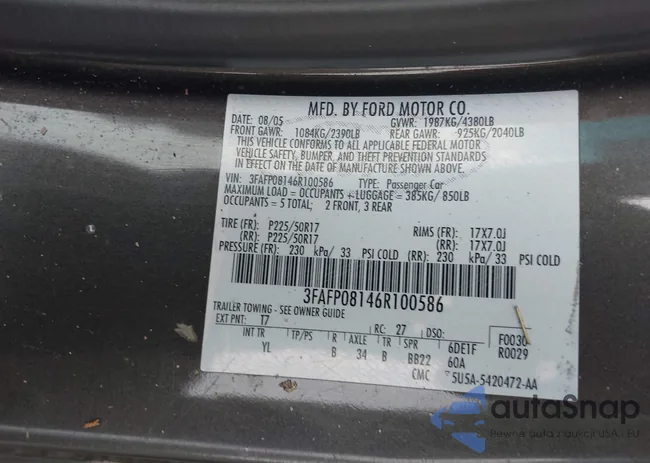 MFD. BY FORD MOTOR CO.
DATE: 08/05 GVWR: 1987KG/4380LB
FRONT GAWR: 1084KG/2390LB REAR GAWR: 925KG/2040LB
THIS VEHICLE CONFORMS TO ALL APPLICABLE FEDERAL MOTOR
VEHICLE SAFETY, BUMPER, AND THEFT PREVENTION STANDARDS
IN EFFECT ON THE DATE OF MANUFACTURE SHOWN ABOVE.
VIN: 3FAFP08146R100586 TYPE: Passenger Car
MAXIMUM LOAD = OCCUPANTS + LUGGAGE = 385KG/ 850LB
OCCUPANTS = 5 TOTAL; 2 FRONT, 3 REAR
TIRE (FR): P225/50R17 RIMS (FR): 17X7.0J
(RR): P225/50R17 (RR): 17X7.0J
PRESSURE (FR): 230 kPa/ 33 PSI COLD (RR): 230 kPa/ 33 PSI COLD
3FAFP08146R100586
TRAILER TOWING - SEE OWNER GUIDE
EXT PNT: T7 RC: 27 DSO: F0030
INT TR TP/PS R AXLE TR SPR 6DE1F R0029
YL B 34 B BB22 60A
CMC 5U5A-5420472-AA
autoSnap
Pewnie auta z aukcji USA - EU